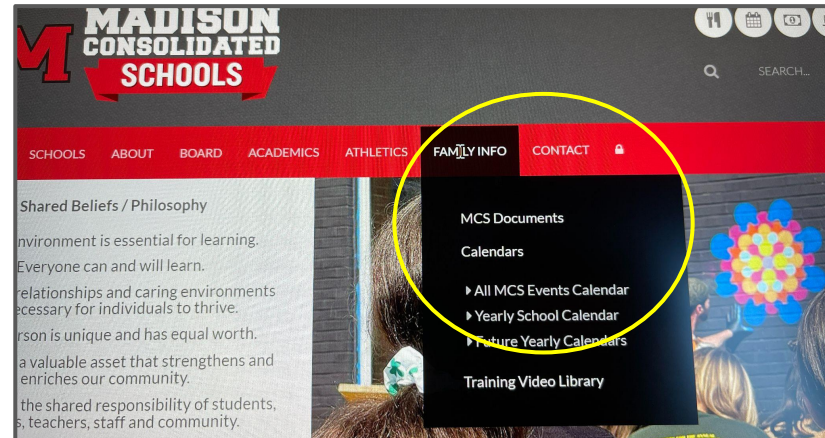 M
MADISON
CONSOLIDATED
SCHOOLS
SEARCH...
SCHOOLS ABOUT BOARD ACADEMICS ATHLETICS FAMILY INFO CONTACT
Shared Beliefs / Philosophy
nvironment is essential for learning.
Everyone can and will learn.
relationships and caring environments
ecessary for individuals to thrive.
rson is unique and has equal worth.
a valuable asset that strengthens and
enriches our community.
the shared responsibility of students,
s, teachers, staff and community.
MCS Documents
Calendars
All MCS Events Calendar
Yearly School Calendar
Future Yearly Calendars
Training Video Library